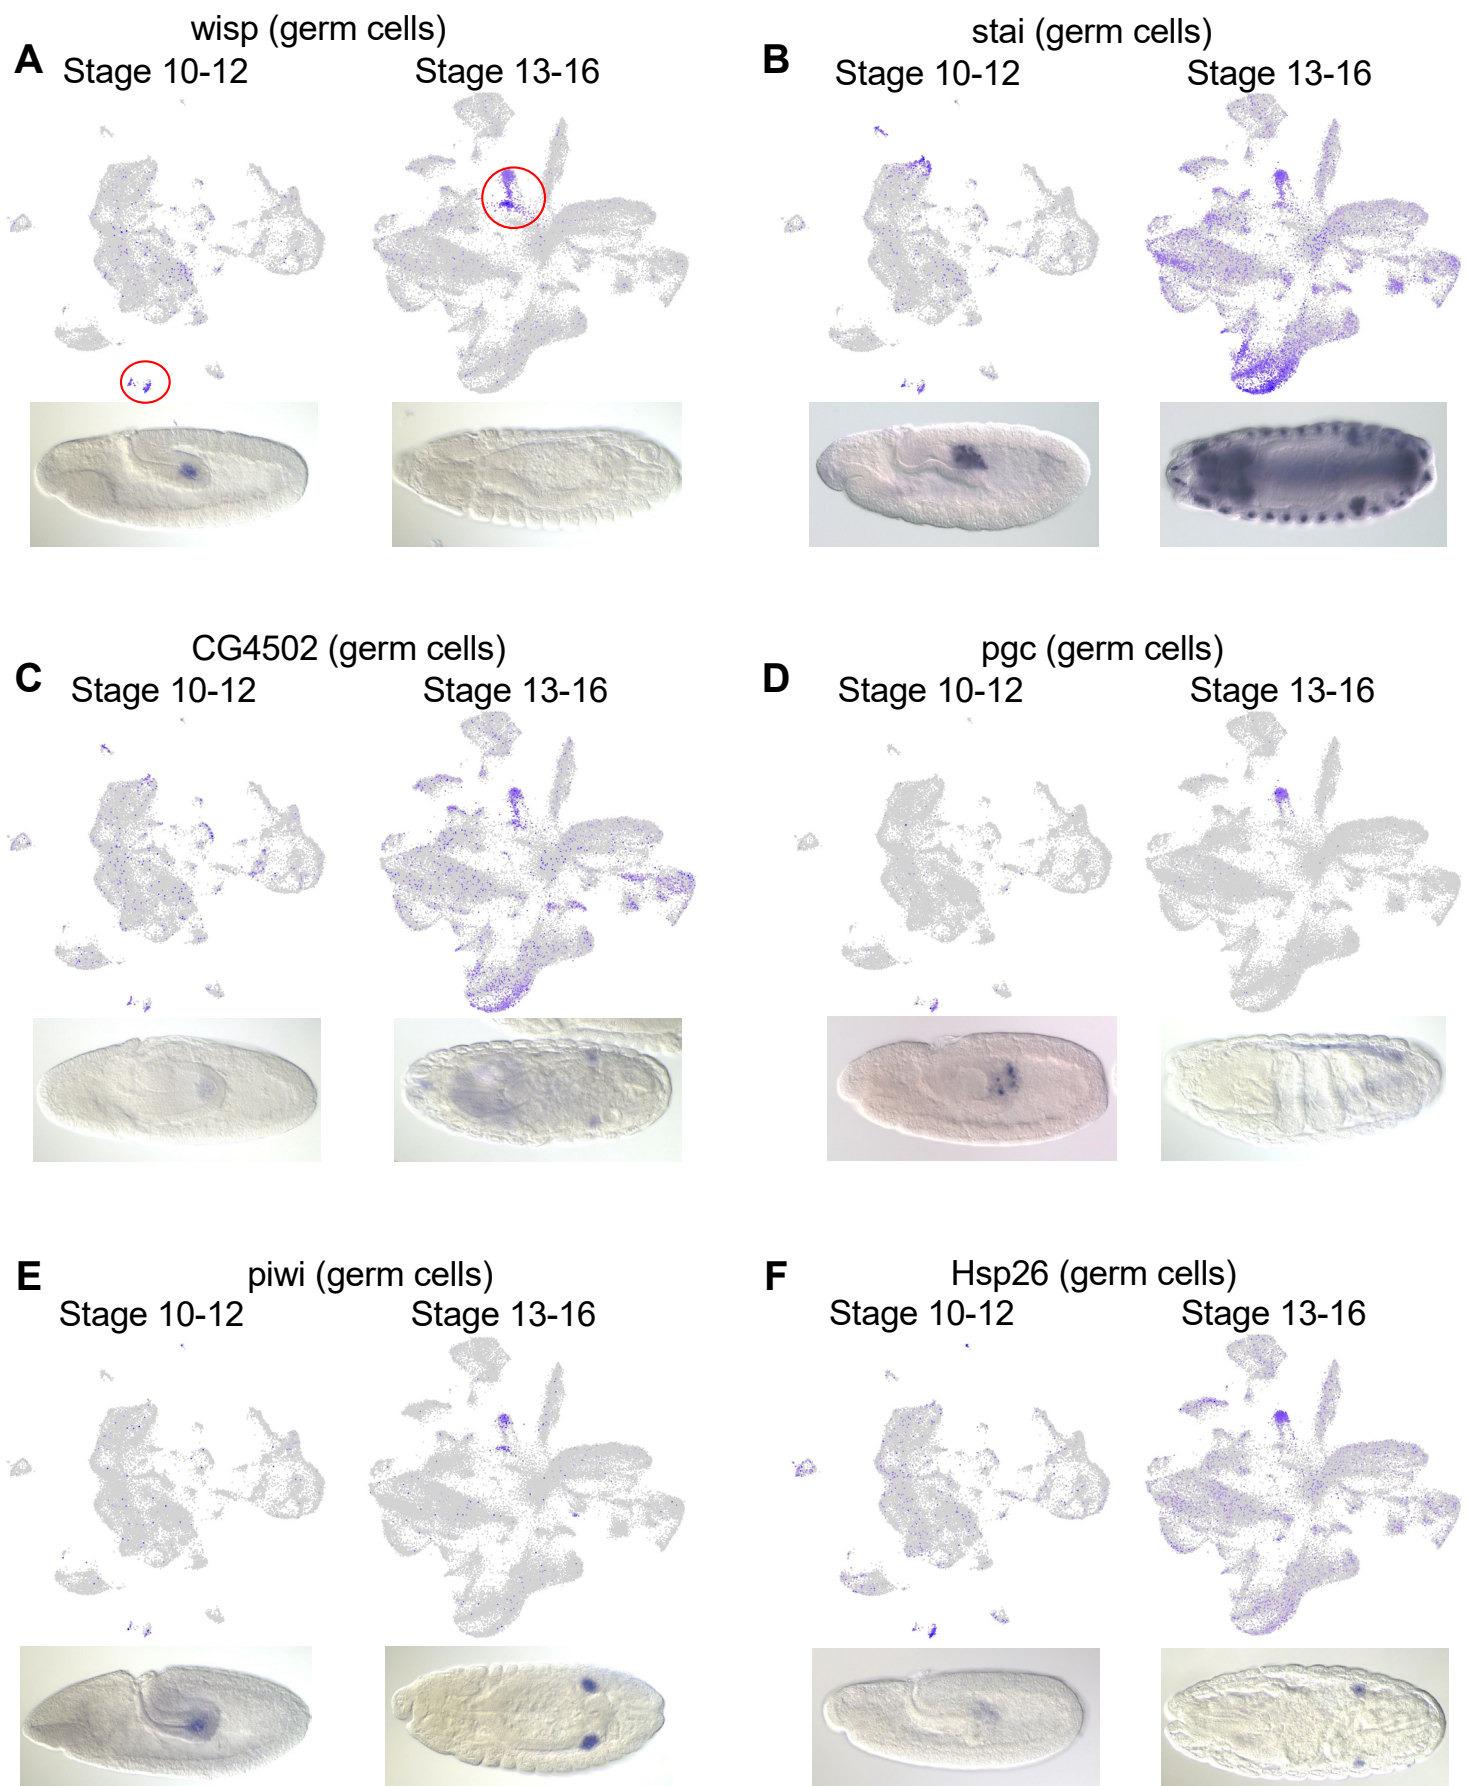 wisp (germ cells)
A Stage 10-12 Stage 13-16
stai (germ cells)
B Stage 10-12 Stage 13-16
CG4502 (germ cells)
C Stage 10-12 Stage 13-16
pgc (germ cells)
D Stage 10-12 Stage 13-16
E piwi (germ cells)
Stage 10-12 Stage 13-16
F Hsp26 (germ cells)
Stage 10-12 Stage 13-16